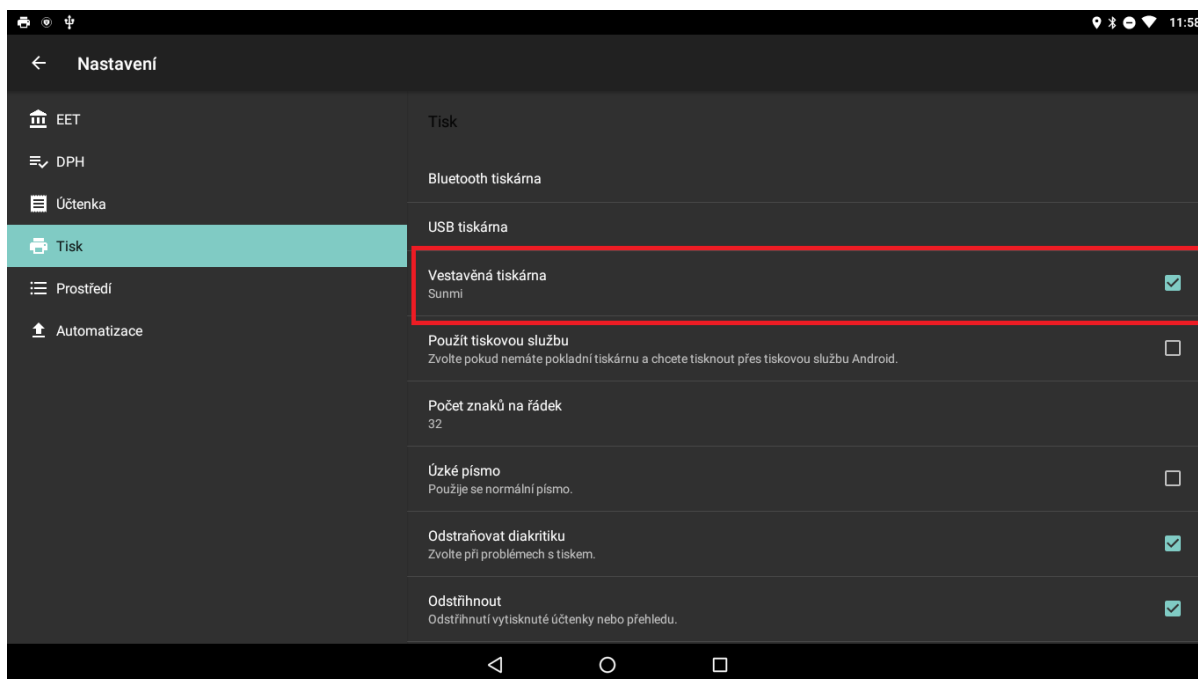 11:58
Nastavení
EET
DPH
Účtenka
Tisk
Prostředí
Automatizace
Tisk
Bluetooth tiskárna
USB tiskárna
Vestavěná tiskárna
Sunmi
Použít tiskovou službu
Zvolte pokud nemáte pokladní tiskárnu a chcete tisknout přes tiskovou službu Android.
Počet znaků na řádek
32
Úzké písmo
Použije se normální písmo.
Odstraňovat diakritiku
Zvolte při problémech s tiskem.
Odstřihnout
Odstřihnutí vytisknuté účtenky nebo přehledu.